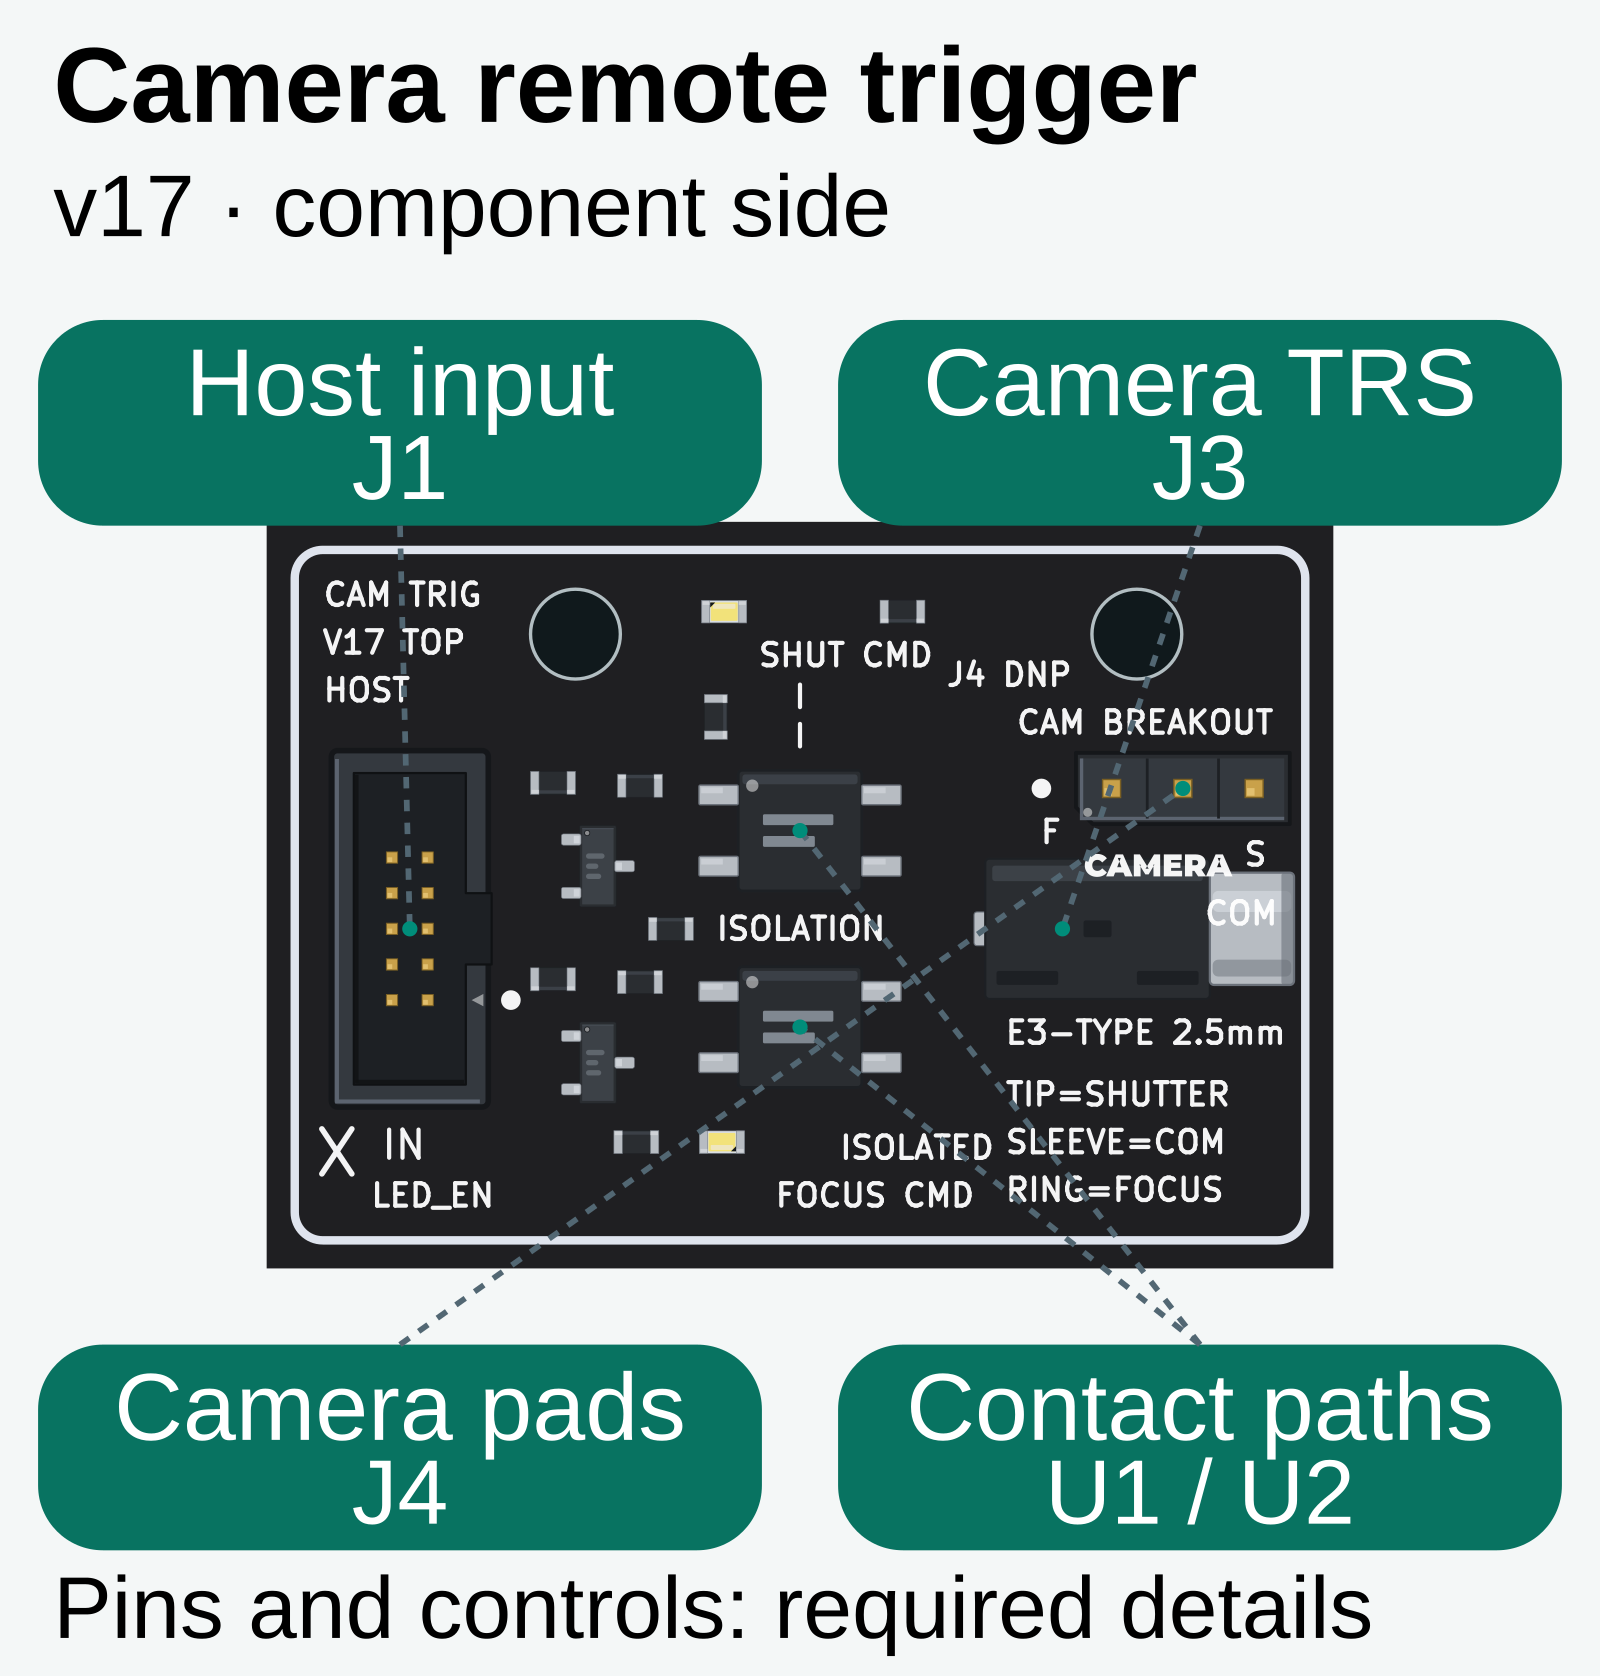 Camera remote trigger
v17 · component side
Host input
J1
Camera TRS
J3
CAM TRIG
V17 TOP
HOST
SHUT CMD
J4 DNP
CAM BREAKOUT
F
S
CAMERA
COM
ISOLATION
E3-TYPE 2.5mm
TIP=SHUTTER
SLEEVE=COM
RING=FOCUS
X IN
LED_EN
ISOLATED
FOCUS CMD
Camera pads
J4
Contact paths
U1 / U2
Pins and controls: required details